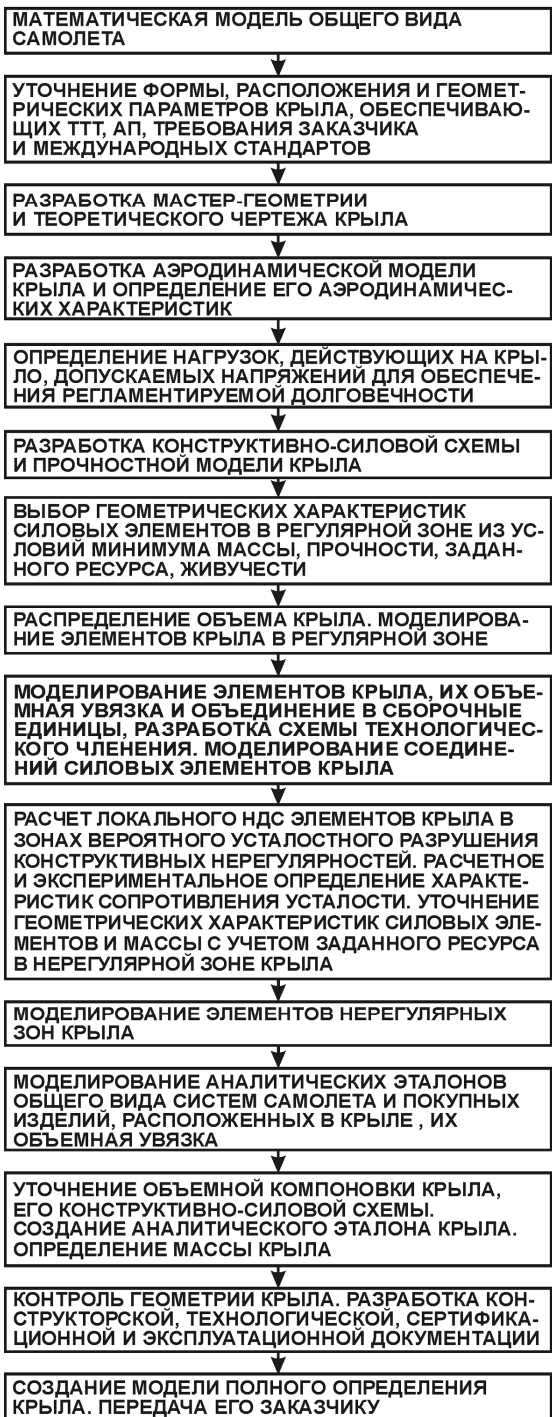 МАТЕМАТИЧЕСКАЯ МОДЕЛЬ ОБЩЕГО ВИДА
САМОЛЕТА
УТОЧНЕНИЕ ФОРМЫ, РАСПОЛОЖЕНИЯ И ГЕОМЕТ-
РИЧЕСКИХ ПАРАМЕТРОВ КРЫЛА, ОБЕСПЕЧИВАЮ-
ЩИХ ТТТ, АП, ТРЕБОВАНИЯ ЗАКАЗЧИКА
И МЕЖДУНАРОДНЫХ СТАНДАРТОВ
РАЗРАБОТКА МАСТЕР-ГЕОМЕТРИИ
И ТЕОРЕТИЧЕСКОГО ЧЕРТЕЖА КРЫЛА
РАЗРАБОТКА АЭРОДИНАМИЧЕСКОЙ МОДЕЛИ
КРЫЛА И ОПРЕДЕЛЕНИЕ ЕГО АЭРОДИНАМИЧЕС-
КИХ ХАРАКТЕРИСТИК
ОПРЕДЕЛЕНИЕ НАГРУЗОК, ДЕЙСТВУЮЩИХ НА КРЫ-
ЛО, ДОПУСКАЕМЫХ НАПРЯЖЕНИЙ ДЛЯ ОБЕСПЕЧЕ-
НИЯ РЕГЛАМЕНТИРУЕМОЙ ДОЛГОВЕЧНОСТИ
РАЗРАБОТКА КОНСТРУКТИВНО-СИЛОВОЙ СХЕМЫ
И ПРОЧНОСТНОЙ МОДЕЛИ КРЫЛА
ВЫБОР ГЕОМЕТРИЧЕСКИХ ХАРАКТЕРИСТИК
СИЛОВЫХ ЭЛЕМЕНТОВ В РЕГУЛЯРНОЙ ЗОНЕ ИЗ УС-
ЛОВИЙ МИНИМУМА МАССЫ, ПРОЧНОСТИ, ЗАДАН-
НОГО РЕСУРСА, ЖИВУЧЕСТИ
РАСПРЕДЕЛЕНИЕ ОБЪЕМА КРЫЛА. МОДЕЛИРОВА-
НИЕ ЭЛЕМЕНТОВ КРЫЛА В РЕГУЛЯРНОЙ ЗОНЕ
МОДЕЛИРОВАНИЕ ЭЛЕМЕНТОВ КРЫЛА, ИХ ОБЪЕ-
МНАЯ УВЯЗКА И ОБЪЕДИНЕНИЕ В СБОРОЧНЫЕ
ЕДИНИЦЫ, РАЗРАБОТКА СХЕМЫ ТЕХНОЛОГИЧЕС-
КОГО ЧЛЕНЕНИЯ. МОДЕЛИРОВАНИЕ СОЕДИНЕ-
НИЙ СИЛОВЫХ ЭЛЕМЕНТОВ КРЫЛА
РАСЧЕТ ЛОКАЛЬНОГО НДС ЭЛЕМЕНТОВ КРЫЛА В
ЗОНАХ ВЕРОЯТНОГО УСТАЛОСТНОГО РАЗРУШЕНИЯ
КОНСТРУКТИВНЫХ НЕРЕГУЛЯРНОСТЕЙ. РАСЧЕТНОЕ
И ЭКСПЕРИМЕНТАЛЬНОЕ ОПРЕДЕЛЕНИЕ ХАРАКТЕ-
РИСТИК СОПРОТИВЛЕНИЯ УСТАЛОСТИ. УТОЧНЕНИЕ
ГЕОМЕТРИЧЕСКИХ ХАРАКТЕРИСТИК СИЛОВЫХ ЭЛЕ-
МЕНТОВ И МАССЫ С УЧЕТОМ ЗАДАННОГО РЕСУРСА
В НЕРЕГУЛЯРНОЙ ЗОНЕ КРЫЛА
МОДЕЛИРОВАНИЕ ЭЛЕМЕНТОВ НЕРЕГУЛЯРНЫХ
ЗОН КРЫЛА
МОДЕЛИРОВАНИЕ АНАЛИТИЧЕСКИХ ЭТАЛОНОВ
ОБЩЕГО ВИДА СИСТЕМ САМОЛЕТА И ПОКУПНЫХ
ИЗДЕЛИЙ, РАСПОЛОЖЕННЫХ В КРЫЛЕ , ИХ
ОБЪЕМНАЯ УВЯЗКА
УТОЧНЕНИЕ ОБЪЕМНОЙ КОМПОНОВКИ КРЫЛА,
ЕГО КОНСТРУКТИВНО-СИЛОВОЙ СХЕМЫ.
СОЗДАНИЕ АНАЛИТИЧЕСКОГО ЭТАЛОНА КРЫЛА.
ОПРЕДЕЛЕНИЕ МАССЫ КРЫЛА
КОНТРОЛЬ ГЕОМЕТРИИ КРЫЛА. РАЗРАБОТКА КОН-
СТРУКТОРСКОЙ, ТЕХНОЛОГИЧЕСКОЙ, СЕРТИФИКА-
ЦИОННОЙ И ЭКСПЛУАТАЦИОННОЙ ДОКУМЕНТАЦИИ
СОЗДАНИЕ МОДЕЛИ ПОЛНОГО ОПРЕДЕЛЕНИЯ
КРЫЛА. ПЕРЕДАЧА ЕГО ЗАКАЗЧИКУ